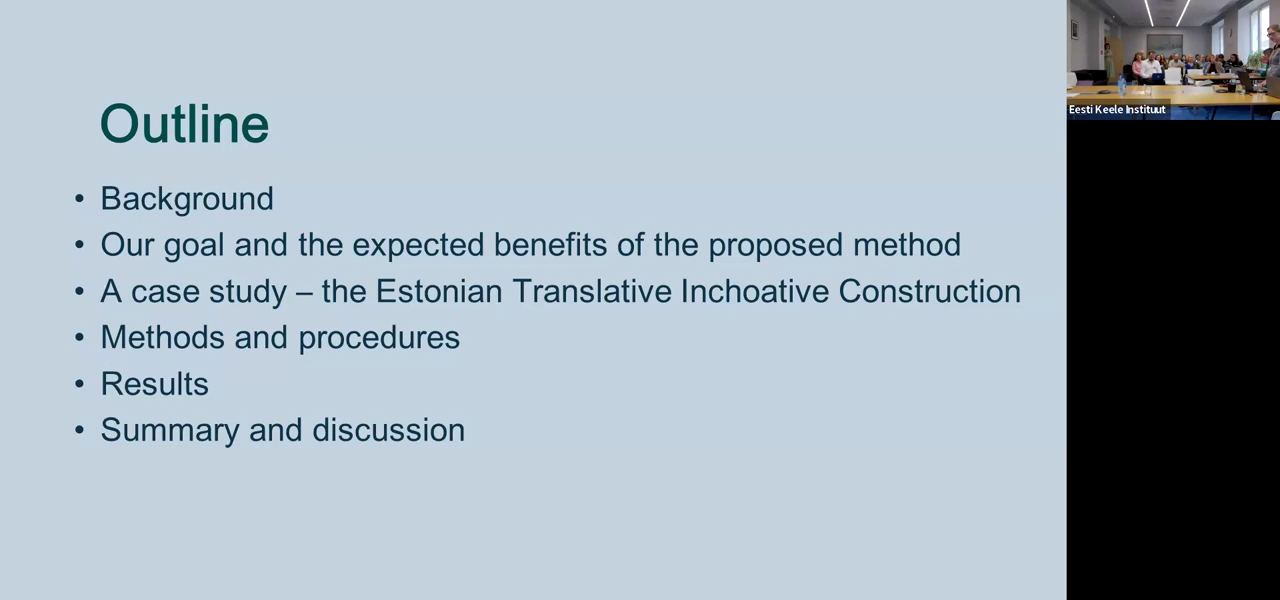 Outline
• Background
• Our goal and the expected benefits of the proposed method
• A case study – the Estonian Translative Inchoative Construction
• Methods and procedures
• Results
• Summary and discussion
Eesti Keele Instituut